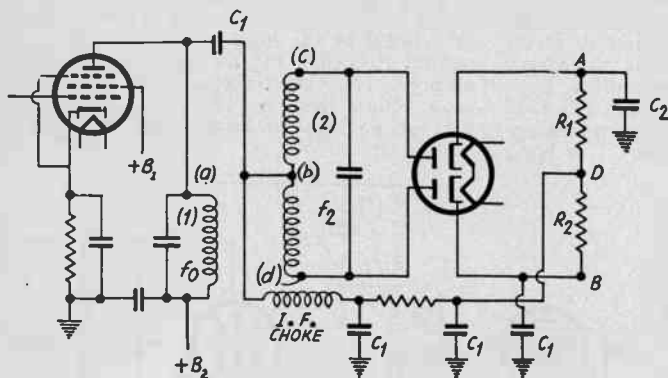 C1
(C)
A
(2)
R1
C2
+B1
(a)
(b)
D
(1)
f2
R2
f0
(d)
B
I.F.
CHOKE
C1
C1
C1
+B2